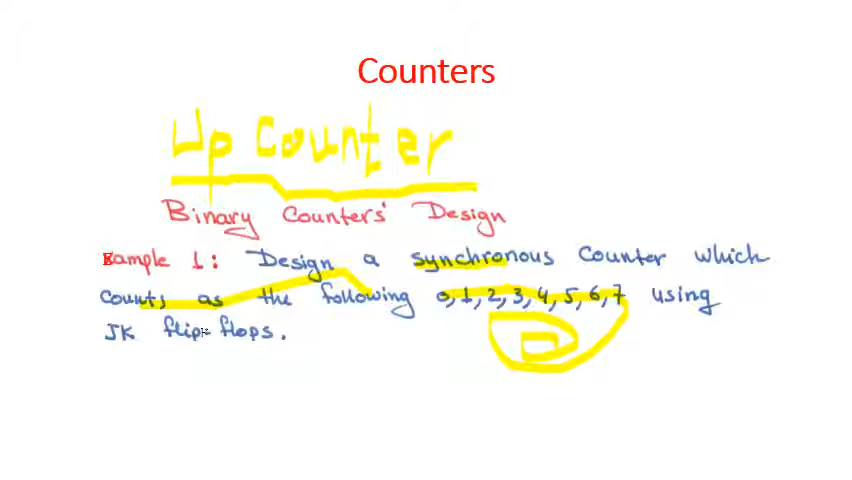 Counters
Up Counter
Binary Counters' Design
Example 1: Design a synchronous counter which
counts as the following 0,1,2,3,4,5,6,7 using
JK flip-flops.